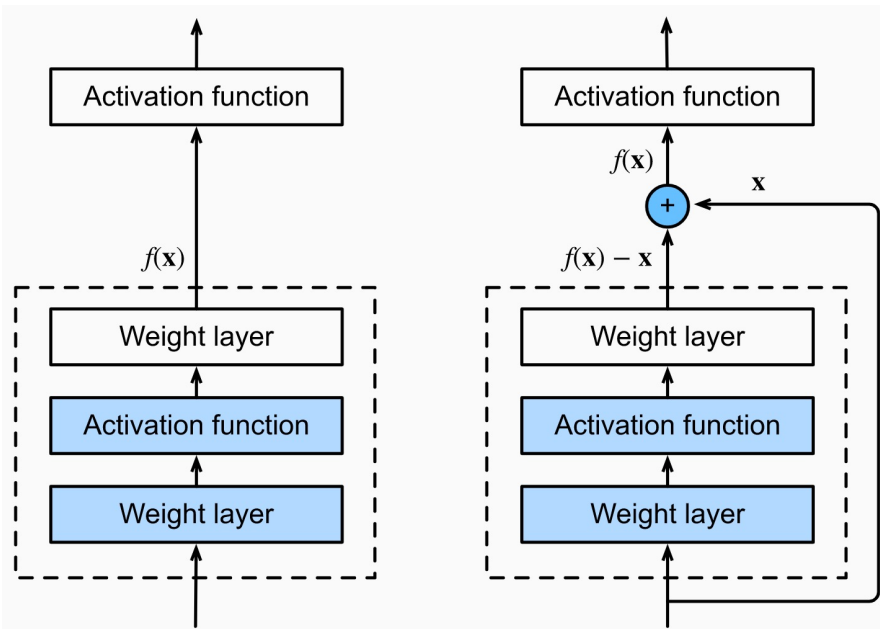 Activation function
f(x)
Weight layer
Activation function
Weight layer
Activation function
f(x)
x
+
f(x) − x
Weight layer
Activation function
Weight layer